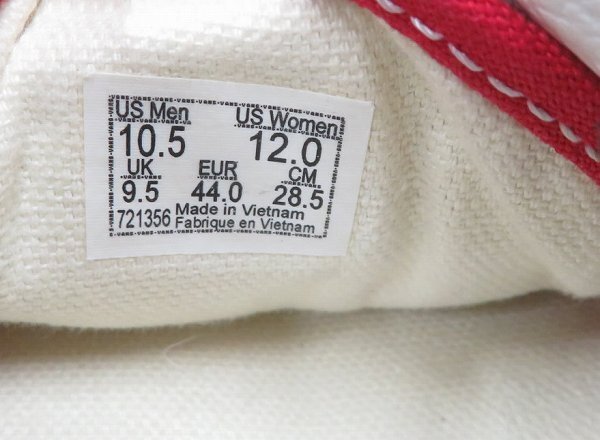 US Men US Women
10.5 12.0
UK EUR CM
9.5 44.0 28.5
721356 Made in Vietnam
Fabrique en Vietnam